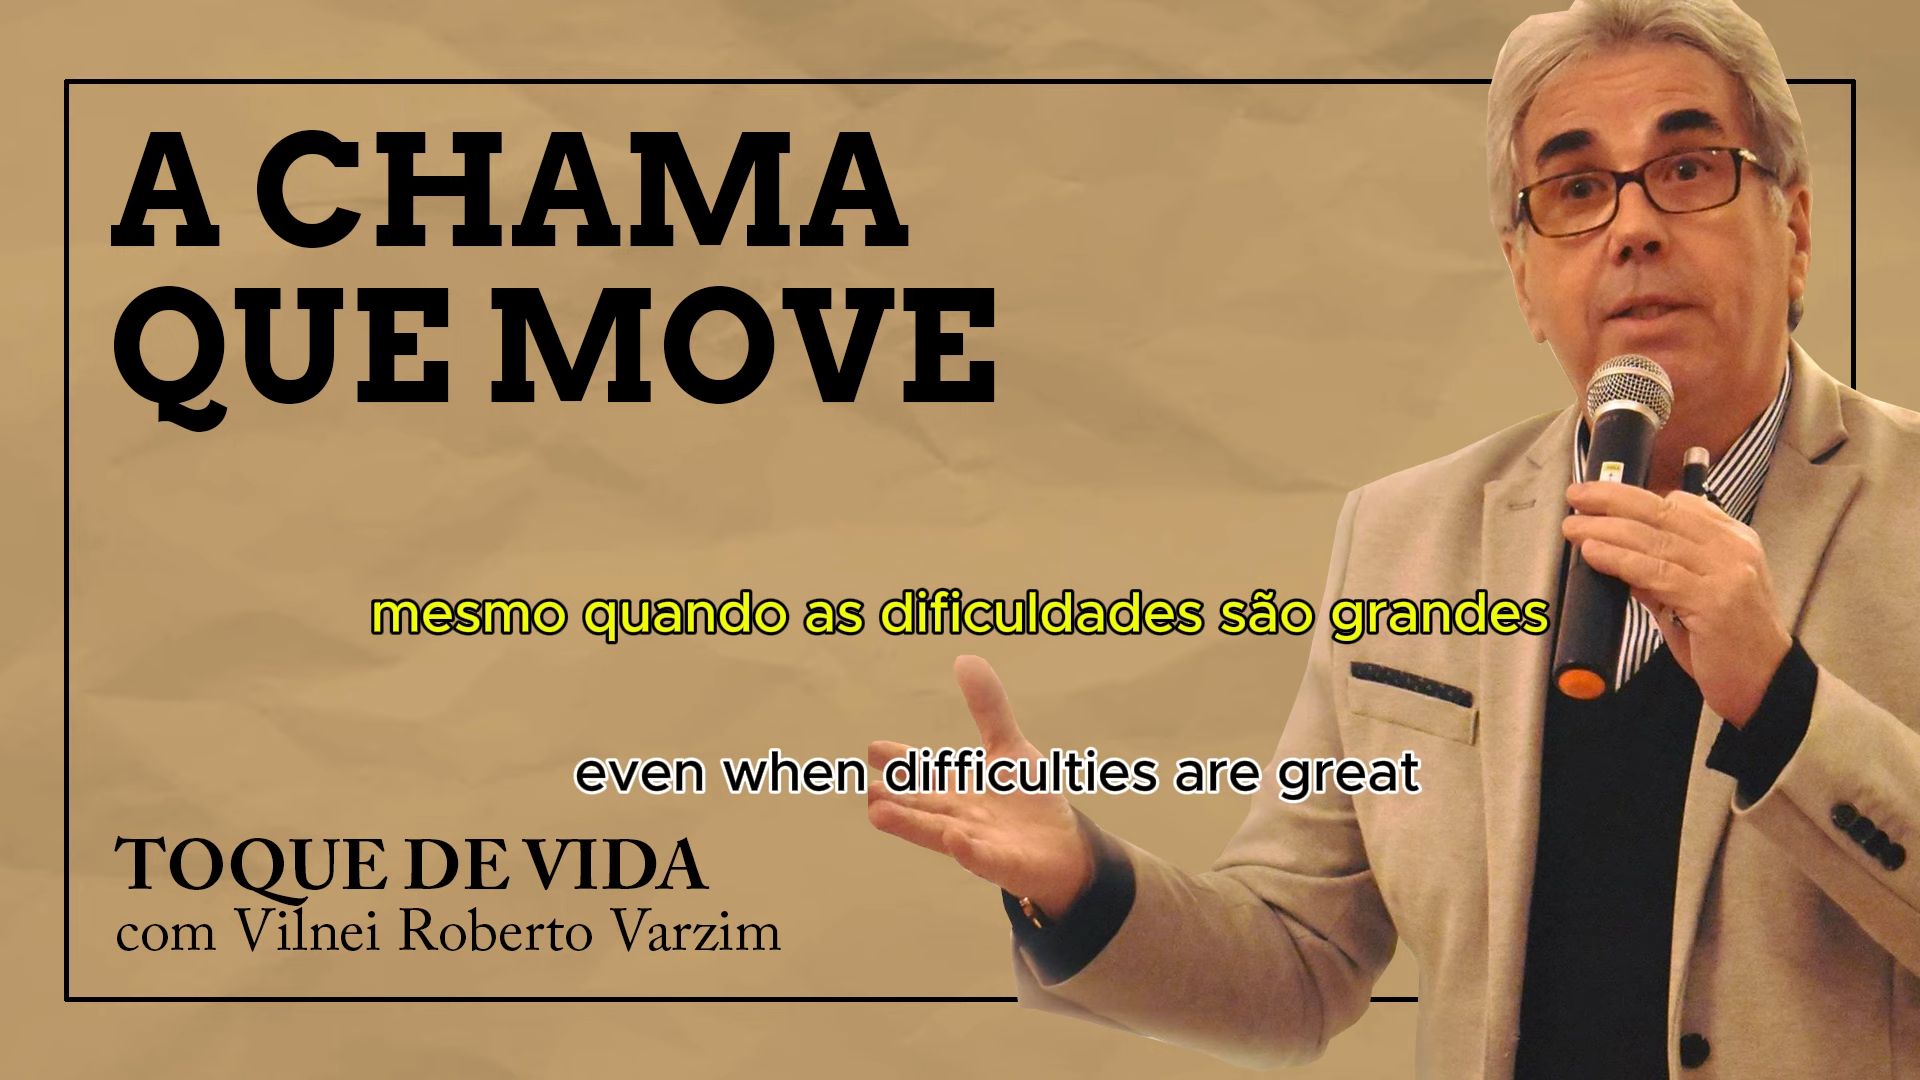 A CHAMA
QUE MOVE
mesmo quando as dificuldades são grandes
even when difficulties are great
TOQUE DE VIDA
com Vilnei Roberto Varzim